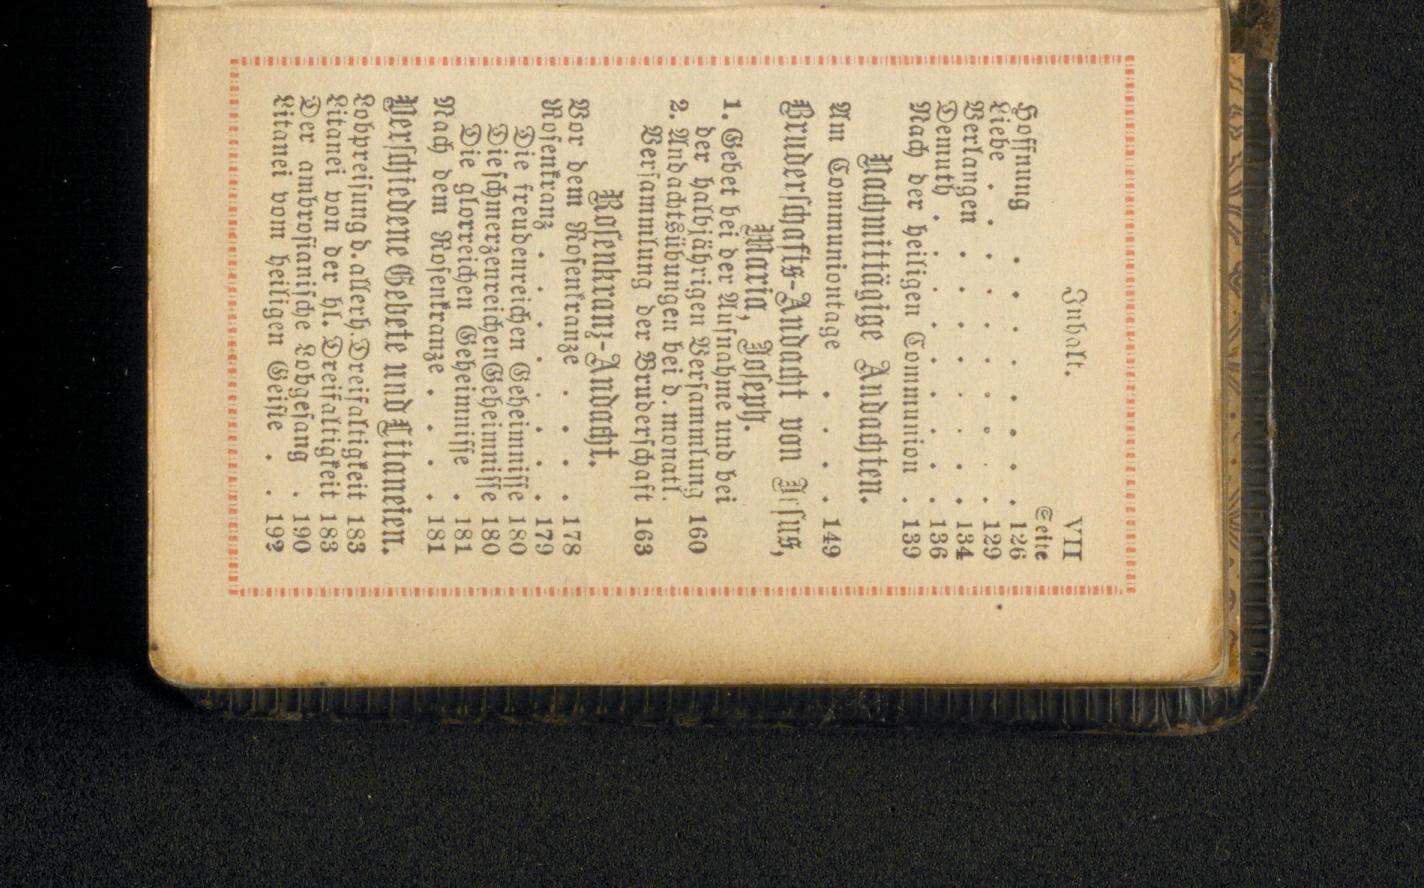 Inhalt. VII
Seite
Hoffnung . . . . . . . 126
Liebe . . . . . . . . 129
Verlangen . . . . . . . 134
Demuth . . . . . . . . 136
Nach der heiligen Communion . 139
Nachmittägige Andachten.
Am Communiontage . . . . 149
Bruderschafts-Andacht von Jesus,
Maria, Joseph.
1. Gebet bei der Aufnahme und bei
der halbjährigen Versammlung 160
2. Andachtsübungen bei d. monatl.
Versammlung der Bruderschaft 163
Rosenkranz-Andacht.
Vor dem Rosenkranze . . . . 178
Rosenkranz . . . . . . . . 179
Die freudenreichen Geheimnisse 180
Die schmerzenreichen Geheimnisse 180
Die glorreichen Geheimnisse . 181
Nach dem Rosenkranze . . . . 181
Verschiedene Gebete und Litaneien.
Lobpreisung d. allerh. Dreifaltigkeit 183
Litanei von der hl. Dreifaltigkeit 183
Der ambrosianische Lobgesang . 190
Litanei vom heiligen Geiste . . 192